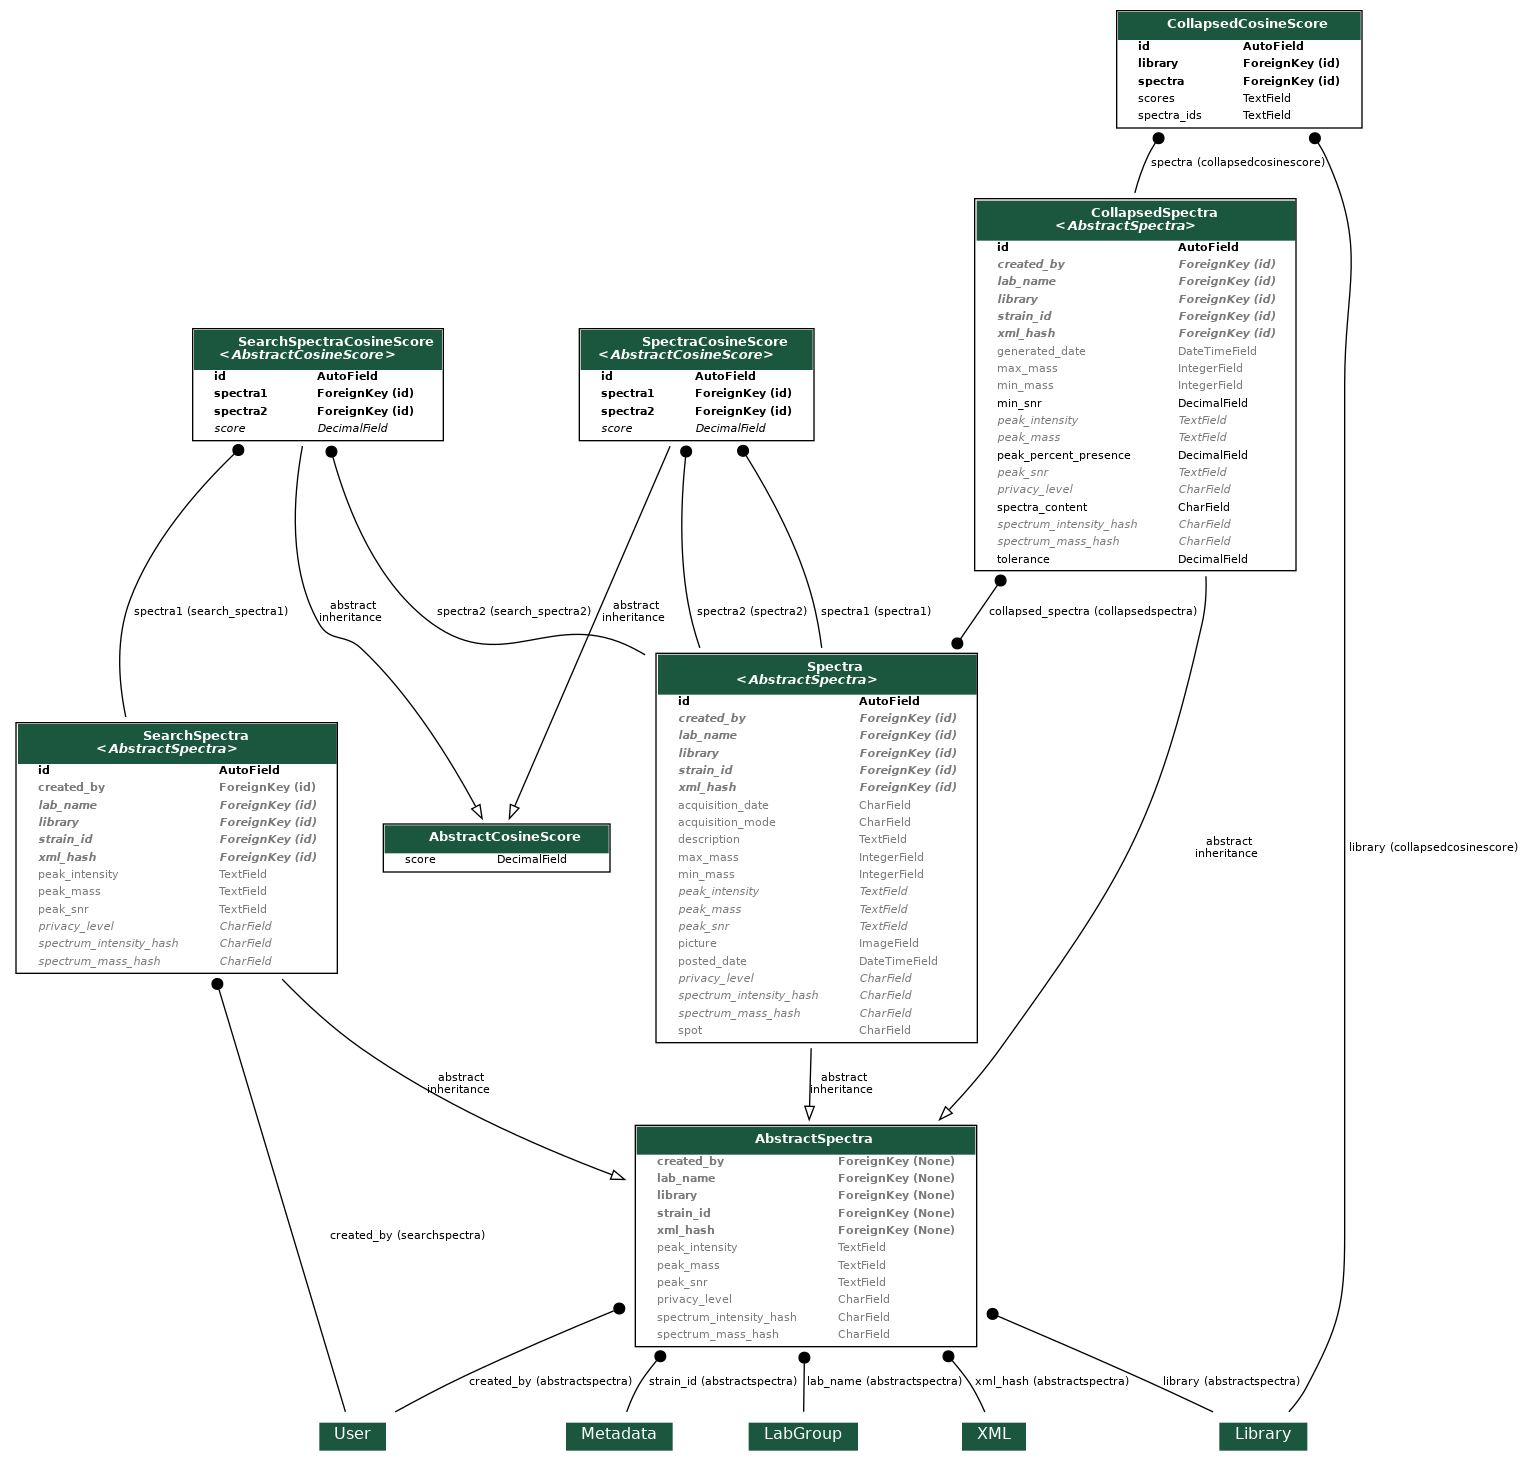 CollapsedCosineScore
id AutoField
library ForeignKey (id)
spectra ForeignKey (id)
scores TextField
spectra_ids TextField
spectra (collapsedcosinescore)
CollapsedSpectra
<AbstractSpectra>
id AutoField
created_by ForeignKey (id)
lab_name ForeignKey (id)
library ForeignKey (id)
strain_id ForeignKey (id)
xml_hash ForeignKey (id)
generated_date DateTimeField
max_mass IntegerField
min_mass IntegerField
min_snr DecimalField
peak_intensity TextField
peak_mass TextField
peak_percent_presence DecimalField
peak_snr TextField
privacy_level CharField
spectra_content CharField
spectrum_intensity_hash CharField
spectrum_mass_hash CharField
tolerance DecimalField
SearchSpectraCosineScore
<AbstractCosineScore>
id AutoField
spectra1 ForeignKey (id)
spectra2 ForeignKey (id)
score DecimalField
SpectraCosineScore
<AbstractCosineScore>
id AutoField
spectra1 ForeignKey (id)
spectra2 ForeignKey (id)
score DecimalField
spectra1 (search_spectra1)
abstract
inheritance
spectra2 (search_spectra2)
abstract
inheritance
spectra2 (spectra2)
spectra1 (spectra1)
collapsed_spectra (collapsedspectra)
Spectra
<AbstractSpectra>
id AutoField
created_by ForeignKey (id)
lab_name ForeignKey (id)
library ForeignKey (id)
strain_id ForeignKey (id)
xml_hash ForeignKey (id)
acquisition_date CharField
acquisition_mode CharField
description TextField
max_mass IntegerField
min_mass IntegerField
peak_intensity TextField
peak_mass TextField
peak_snr TextField
picture ImageField
posted_date DateTimeField
privacy_level CharField
spectrum_intensity_hash CharField
spectrum_mass_hash CharField
spot CharField
SearchSpectra
<AbstractSpectra>
id AutoField
created_by ForeignKey (id)
lab_name ForeignKey (id)
library ForeignKey (id)
strain_id ForeignKey (id)
xml_hash ForeignKey (id)
peak_intensity TextField
peak_mass TextField
peak_snr TextField
privacy_level CharField
spectrum_intensity_hash CharField
spectrum_mass_hash CharField
AbstractCosineScore
score DecimalField
abstract
inheritance
library (collapsedcosinescore)
abstract
inheritance
abstract
inheritance
AbstractSpectra
created_by ForeignKey (None)
lab_name ForeignKey (None)
library ForeignKey (None)
strain_id ForeignKey (None)
xml_hash ForeignKey (None)
peak_intensity TextField
peak_mass TextField
peak_snr TextField
privacy_level CharField
spectrum_intensity_hash CharField
spectrum_mass_hash CharField
created_by (searchspectra)
created_by (abstractspectra)
strain_id (abstractspectra)
lab_name (abstractspectra)
xml_hash (abstractspectra)
library (abstractspectra)
User
Metadata
LabGroup
XML
Library